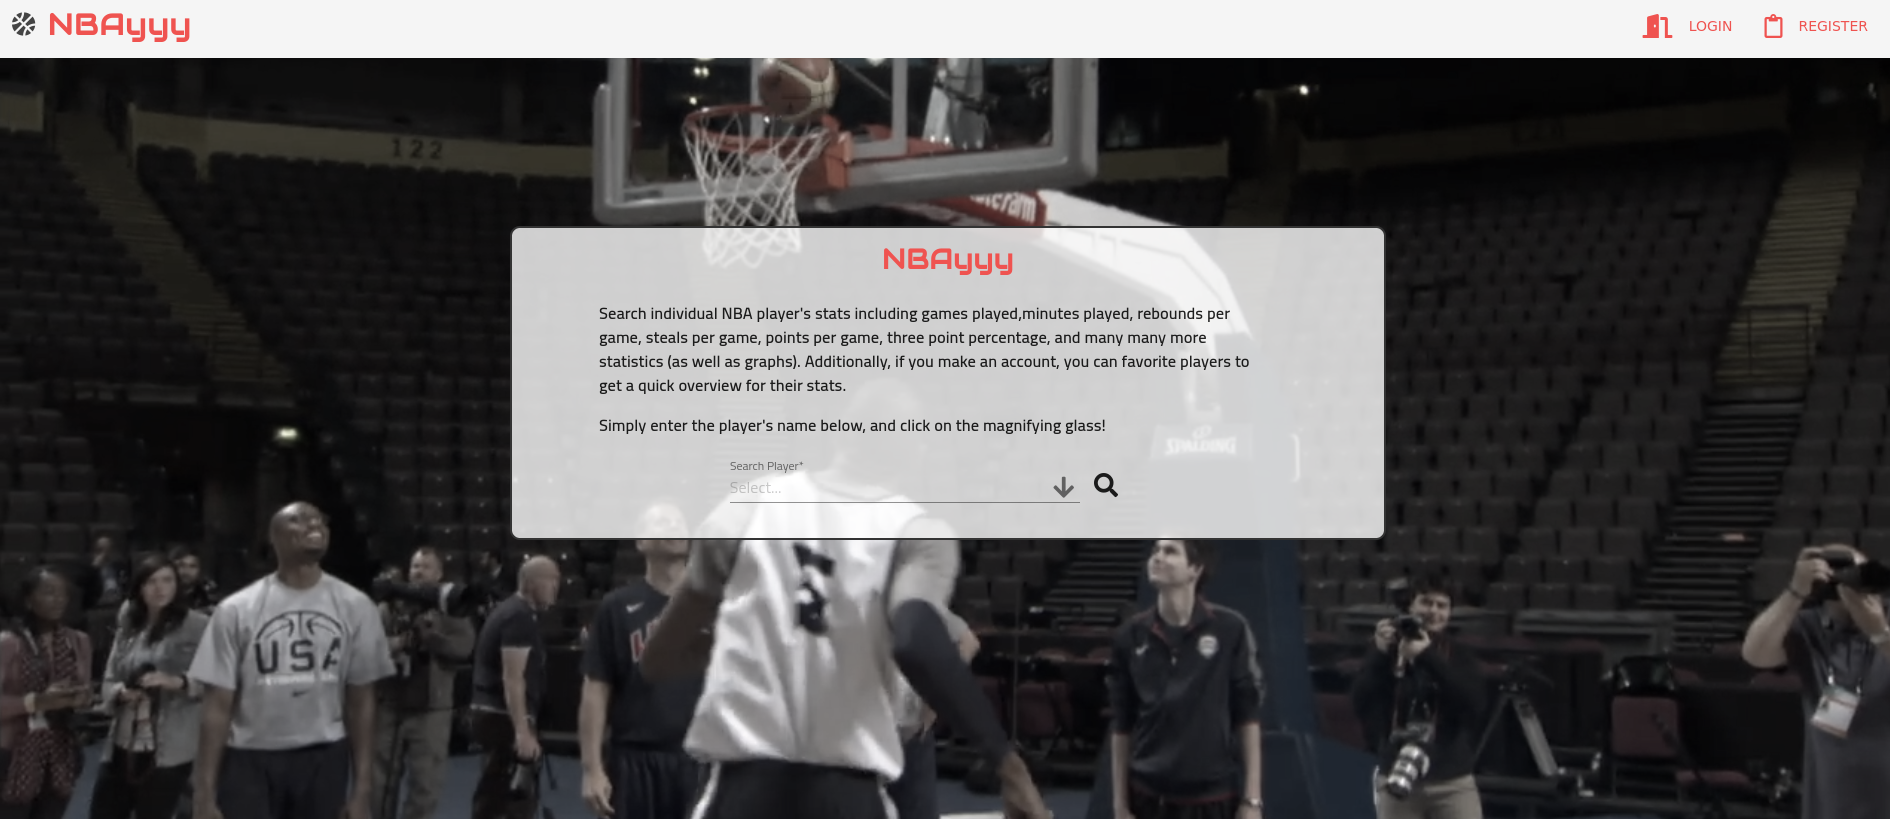 NBAyyy
LOGIN
REGISTER
122
NBAyyy
Search individual NBA player's stats including games played,minutes played, rebounds per
game, steals per game, points per game, three point percentage, and many many more
statistics (as well as graphs). Additionally, if you make an account, you can favorite players to
get a quick overview for their stats.
Simply enter the player's name below, and click on the magnifying glass!
SPALDING
Search Player*
Select...
USA